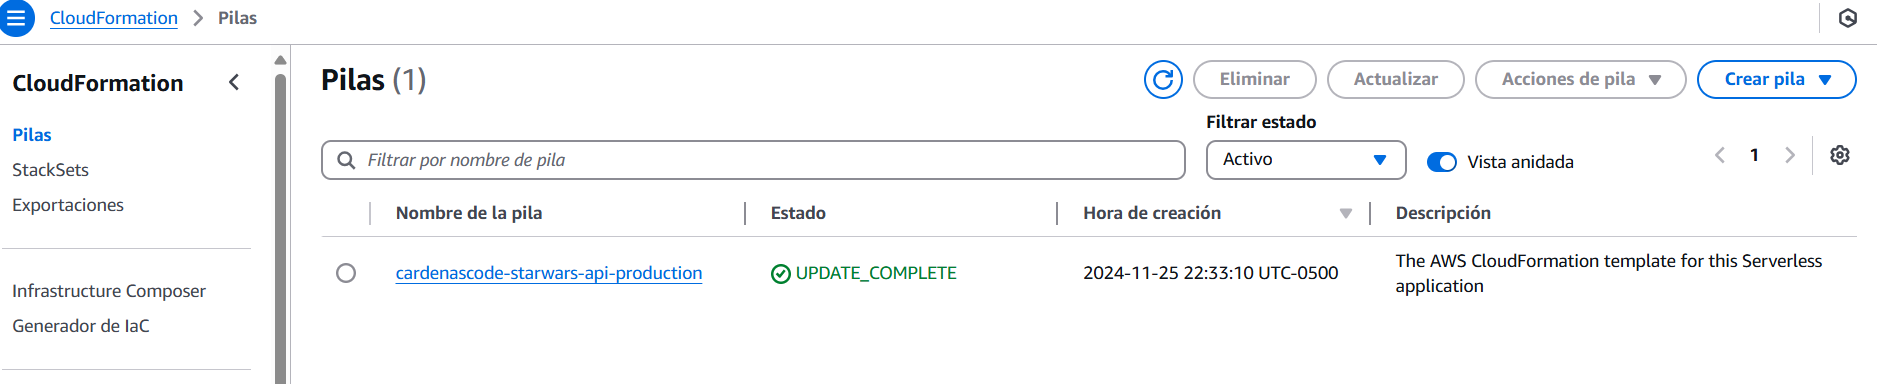 CloudFormation > Pilas
CloudFormation
Pilas
StackSets
Exportaciones
Infrastructure Composer
Generador de IaC
Pilas (1)
Eliminar
Actualizar
Acciones de pila
Crear pila
Filtrar por nombre de pila
Filtrar estado
Activo
Vista anidada
1
Nombre de la pila
Estado
Hora de creación
Descripción
cardenascode-starwars-api-production
UPDATE_COMPLETE
2024-11-25 22:33:10 UTC-0500
The AWS CloudFormation template for this Serverless
application